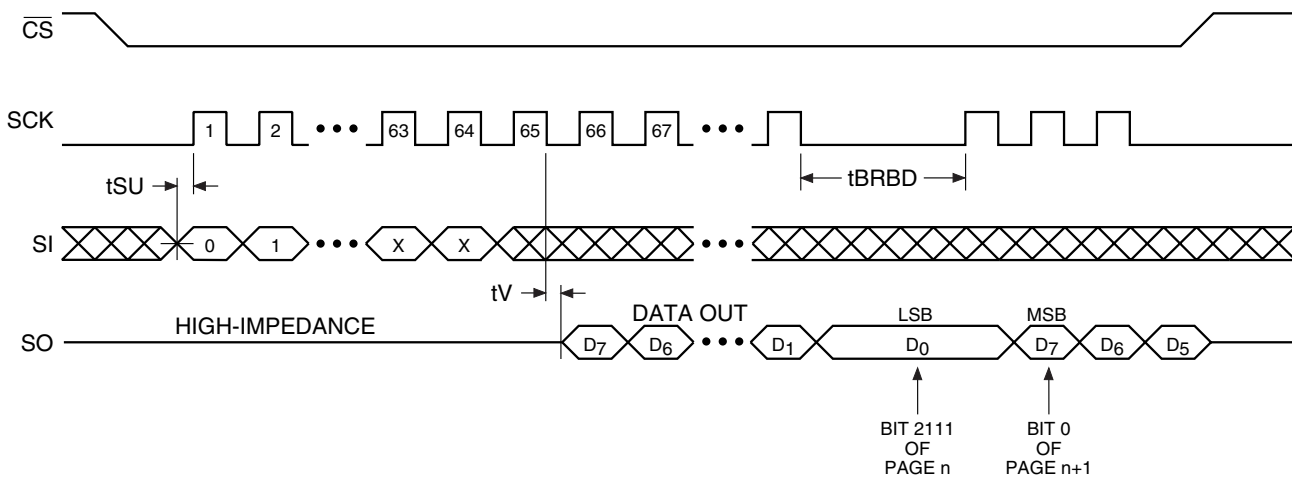 CS
SCK
1 2 ••• 63 64 65 66 67 •••
tSU
tBRBD
SI
0 1 ••• X X •••
tV
HIGH-IMPEDANCE
DATA OUT
LSB
MSB
SO
D7 D6 ••• D1 D0 D7 D6 D5
BIT 2111
OF
PAGE n
BIT 0
OF
PAGE n+1